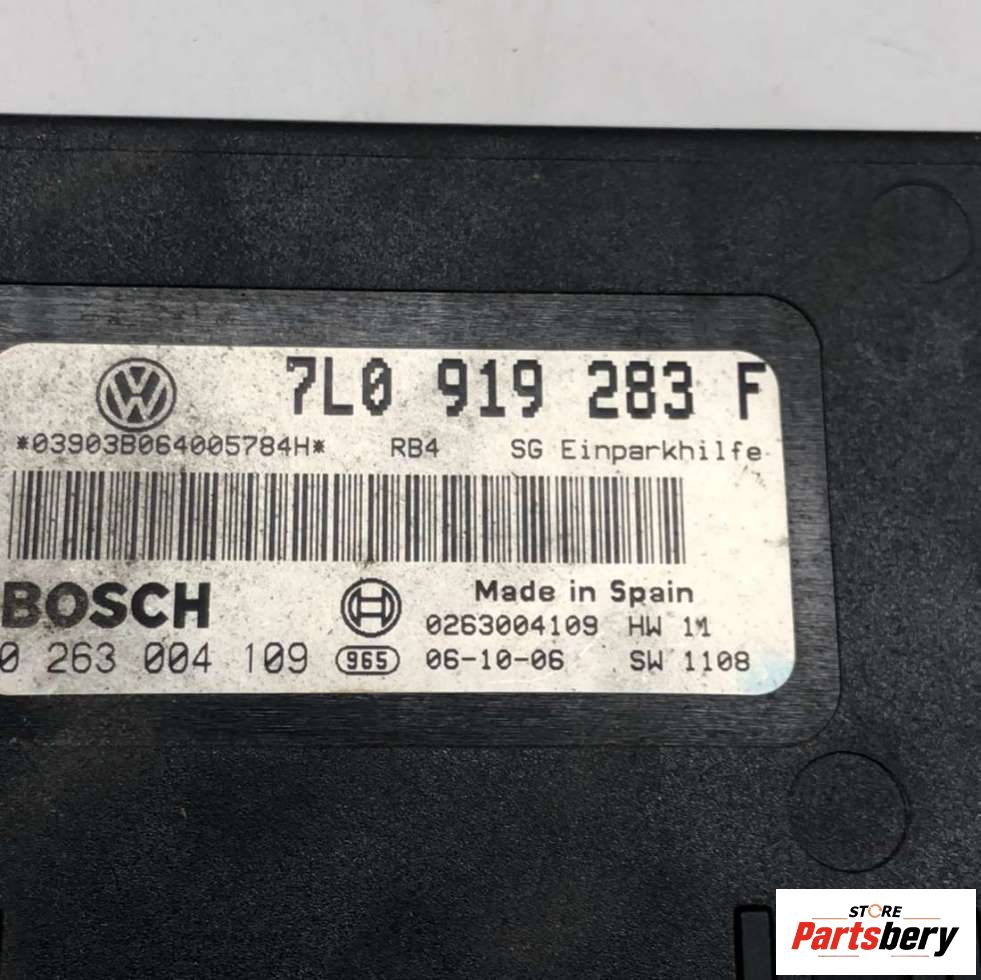 7L0 919 283 F
*03903B064005784H* RB4 SG Einparkhilfe
BOSCH
Made in Spain
0263004109 HW 11
0 263 004 109 965 06-10-06 SW 1108
STORE
Partsbery